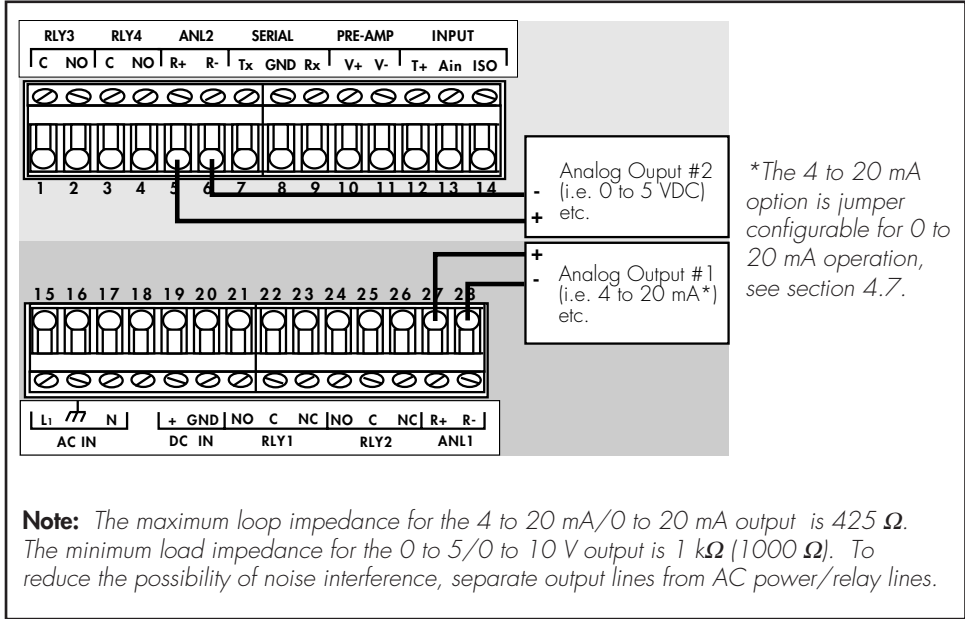 RLY3 RLY4 ANL2 SERIAL PRE-AMP INPUT
C NO C NO R+ R- Tx GND Rx V+ V- T+ Ain ISO
1 2 3 4 5 6 7 8 9 10 11 12 13 14
Analog Ouput #2
- (i.e. 0 to 5 VDC)
+ etc.
+
Analog Output #1
- (i.e. 4 to 20 mA*)
etc.
*The 4 to 20 mA
option is jumper
configurable for 0 to
20 mA operation,
see section 4.7.
15 16 17 18 19 20 21 22 23 24 25 26 27 28
L1 N + GND NO C NC NO C NC R+ R-
AC IN DC IN RLY1 RLY2 ANL1
Note: The maximum loop impedance for the 4 to 20 mA/0 to 20 mA output is 425 Ω.
The minimum load impedance for the 0 to 5/0 to 10 V output is 1 kΩ (1000 Ω). To
reduce the possibility of noise interference, separate output lines from AC power/relay lines.